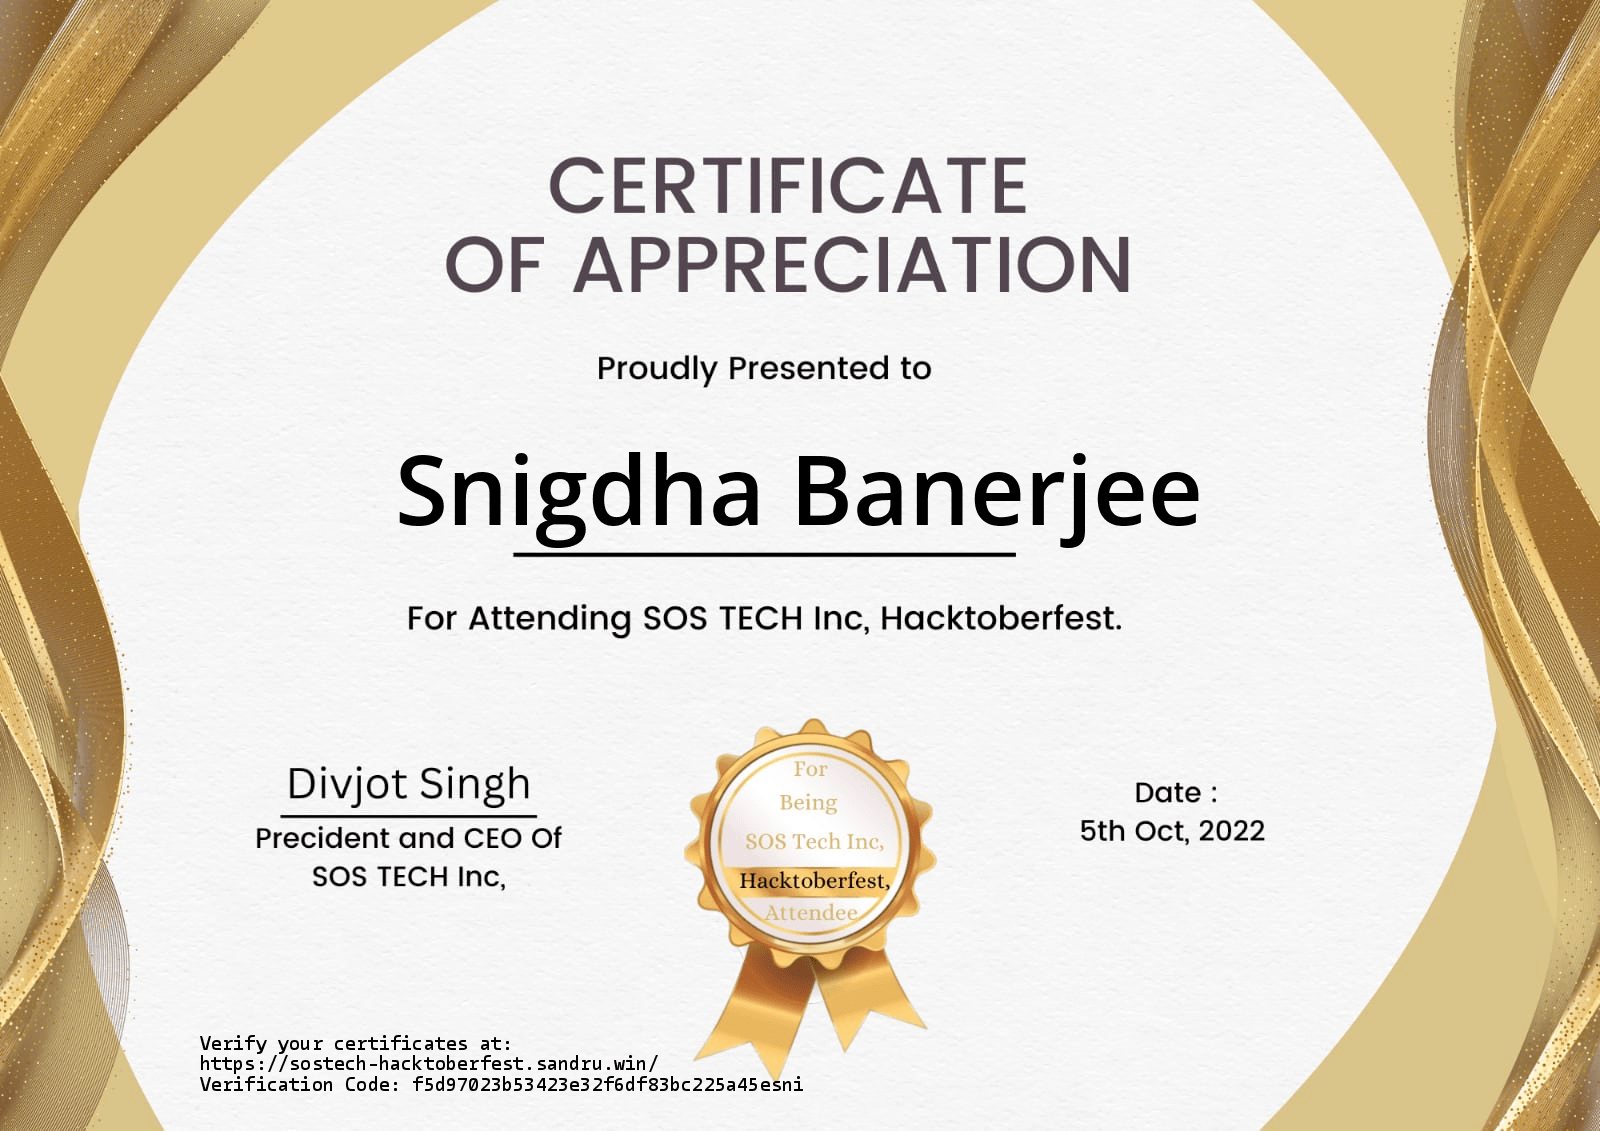 CERTIFICATE
OF APPRECIATION
Proudly Presented to
Snigdha Banerjee
For Attending SOS TECH Inc, Hacktoberfest.
Divjot Singh
Precident and CEO Of
SOS TECH Inc,
For
Being
SOS Tech Inc,
Hacktoberfest,
Attendee
Date :
5th Oct, 2022
Verify your certificates at:
https://sostech-hacktoberfest.sandru.win/
Verification Code: f5d97023b53423e32f6df83bc225a45esni